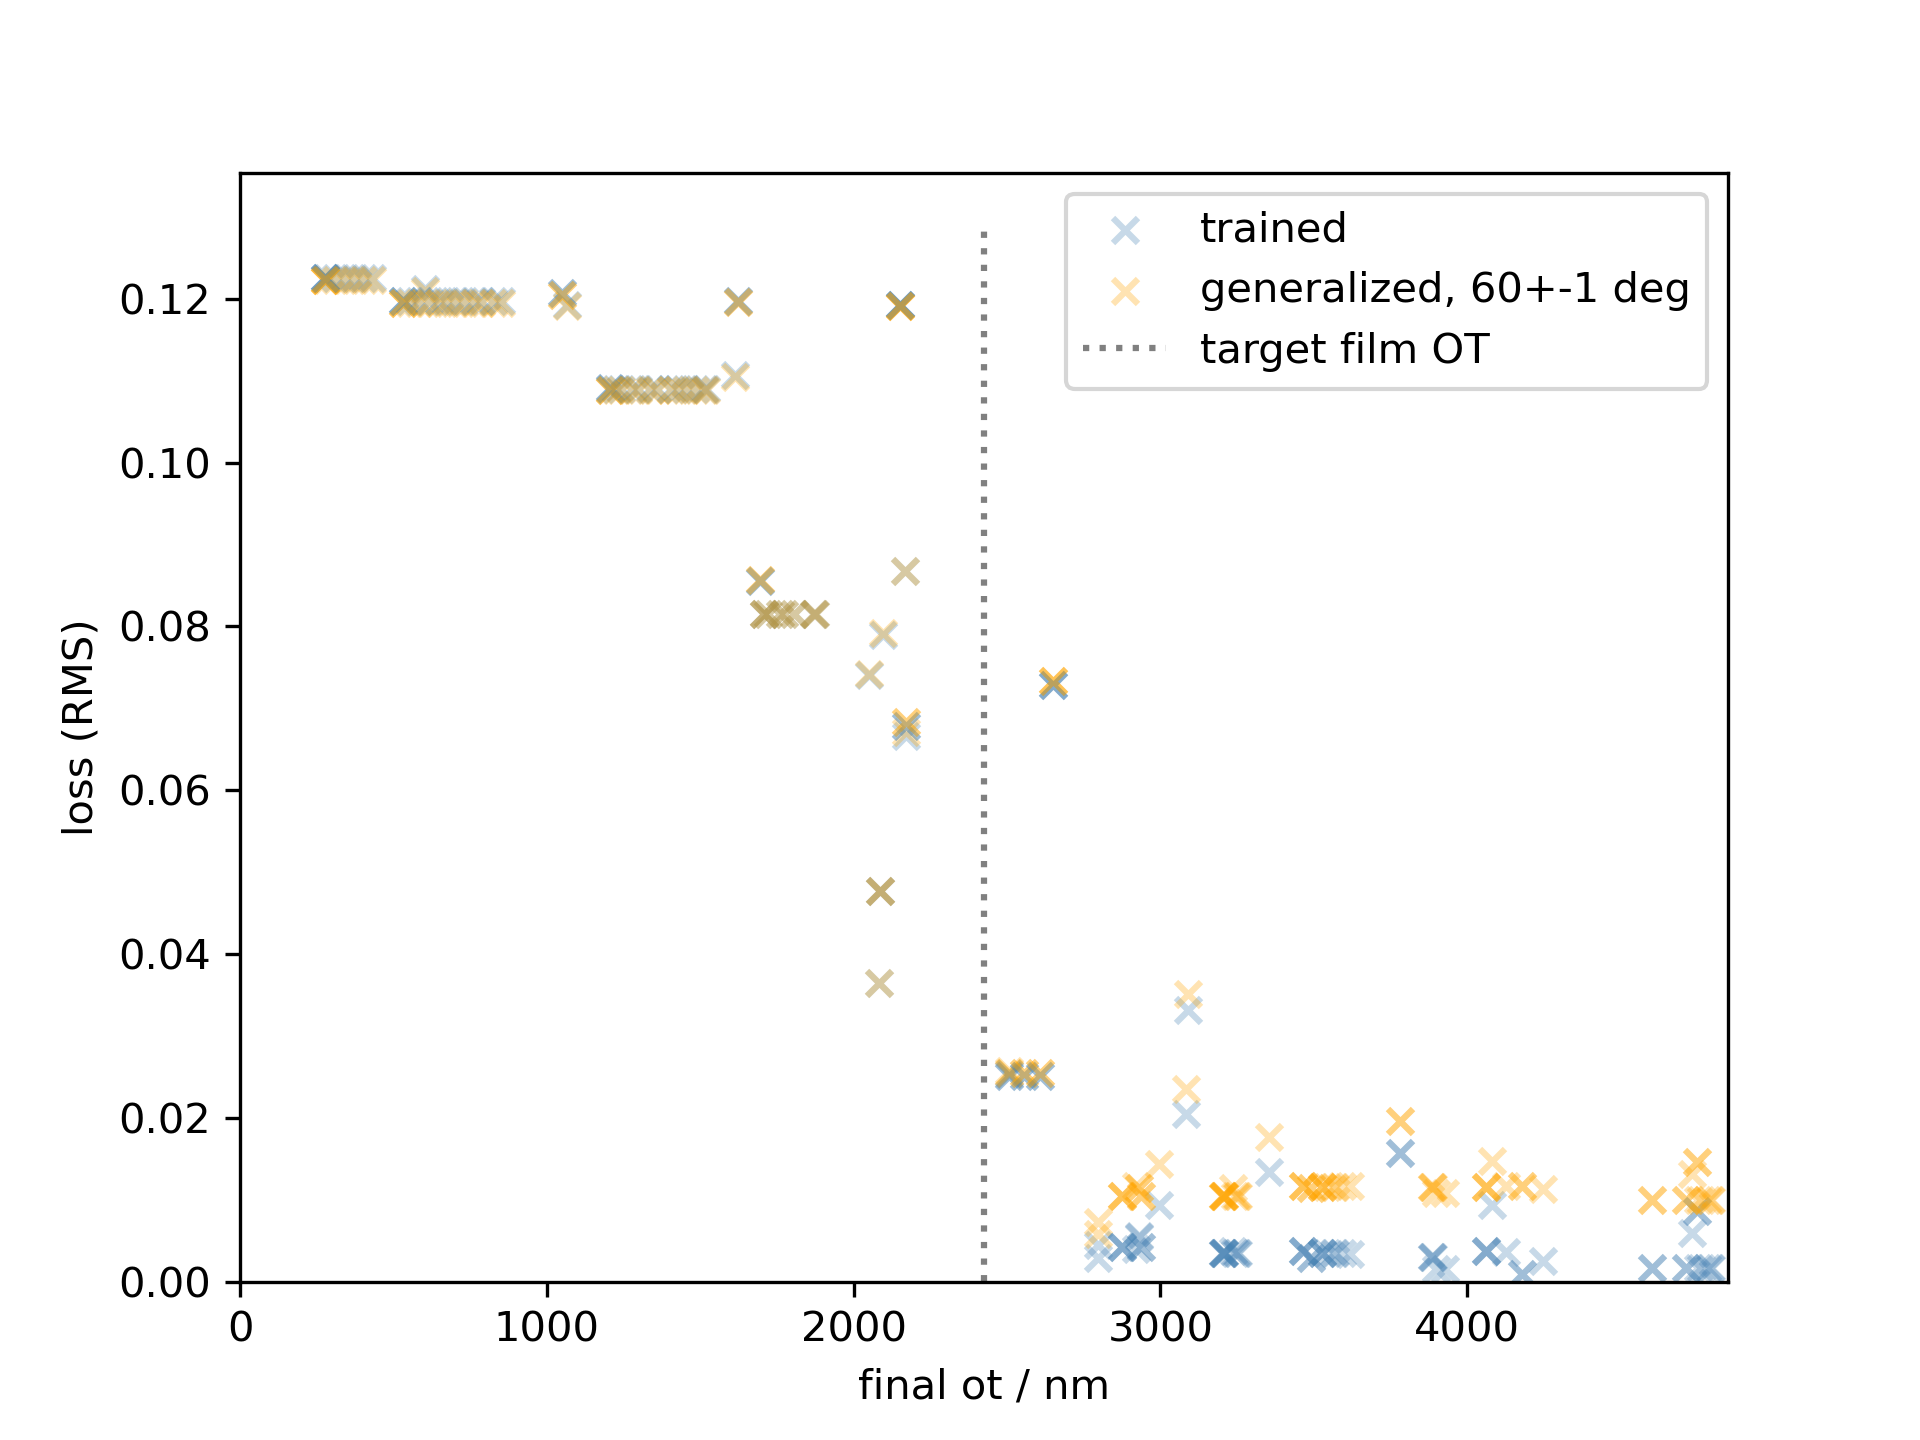 trained
generalized, 60+-1 deg
target film OT
loss (RMS)
0.12
0.10
0.08
0.06
0.04
0.02
0.00
0 1000 2000 3000 4000
final ot / nm